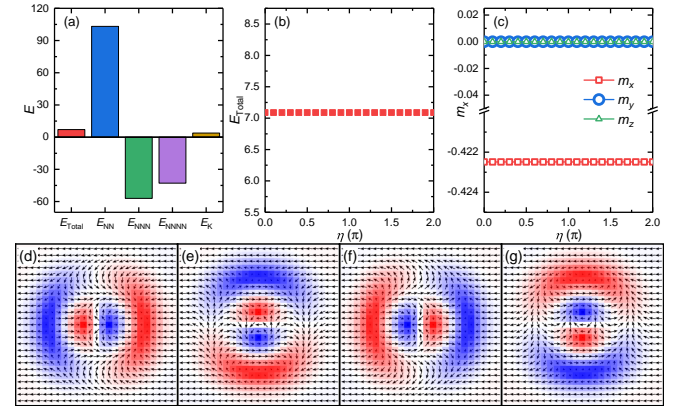 (a)
E
120
90
60
30
0
-30
-60
E_Total E_NN E_NNN E_NNNN E_K
(b)
E_Total
8.5
8.0
7.5
7.0
6.5
6.0
5.5
0.0 0.5 1.0 1.5 2.0
η (π)
(c)
m_x
0.04
0.02
0.00
-0.02
-0.04
-0.422
-0.424
m_x
m_y
m_z
0.0 0.5 1.0 1.5 2.0
η (π)
(d) (e) (f) (g)